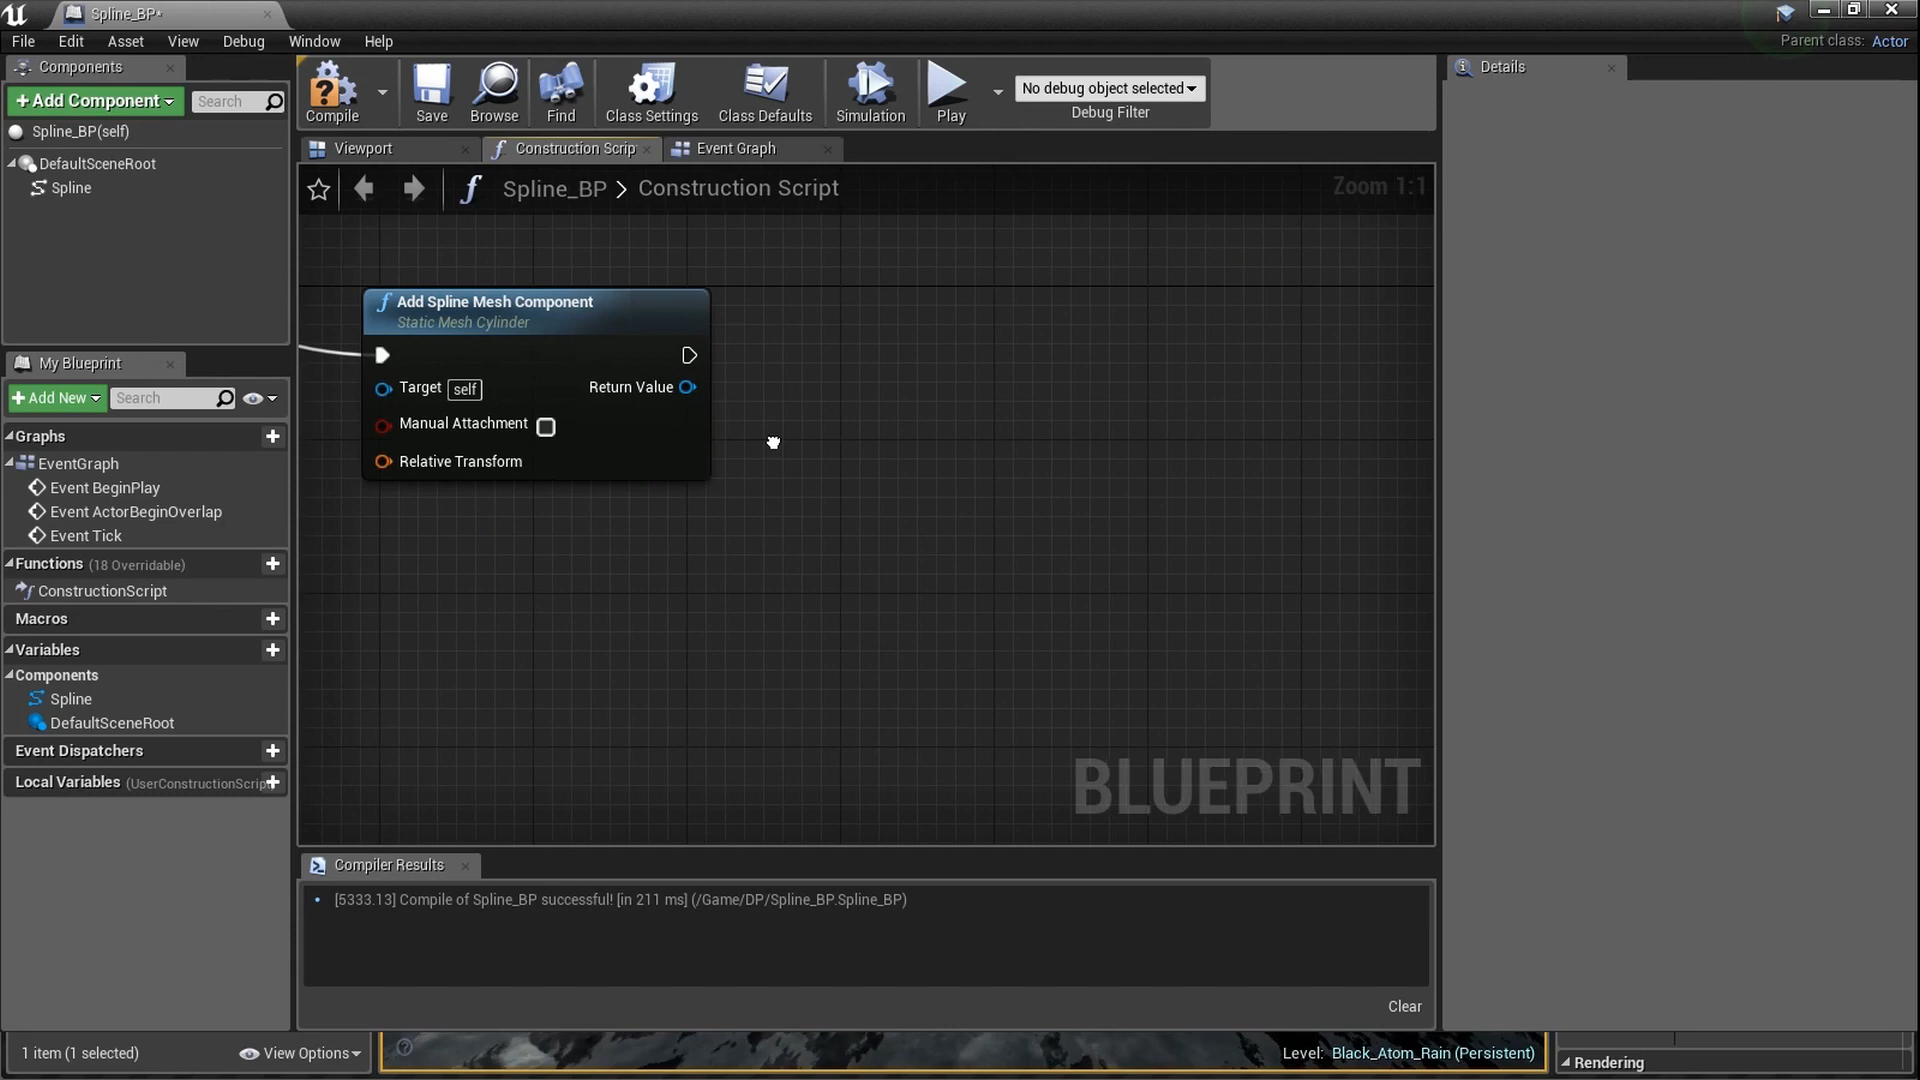 Spline_BP*
File Edit Asset View Debug Window Help
Parent class: Actor
Components
+Add Component
Search
Spline_BP(self)
DefaultSceneRoot
Spline
Compile
Save
Browse
Find
Class Settings
Class Defaults
Simulation
Play
No debug object selected
Debug Filter
Details
Viewport
Construction Scrip
Event Graph
Spline_BP > Construction Script
Zoom 1:1
Add Spline Mesh Component
Static Mesh Cylinder
Target self
Return Value
Manual Attachment
Relative Transform
BLUEPRINT
My Blueprint
+Add New
Search
Graphs
EventGraph
Event BeginPlay
Event ActorBeginOverlap
Event Tick
Functions (18 Overridable)
ConstructionScript
Macros
Variables
Components
Spline
DefaultSceneRoot
Event Dispatchers
Local Variables (UserConstructionScript
Compiler Results
[5333.13] Compile of Spline_BP successful! [in 211 ms] (/Game/DP/Spline_BP.Spline_BP)
Clear
1 item (1 selected)
View Options
Level: Black_Atom_Rain (Persistent)
Rendering